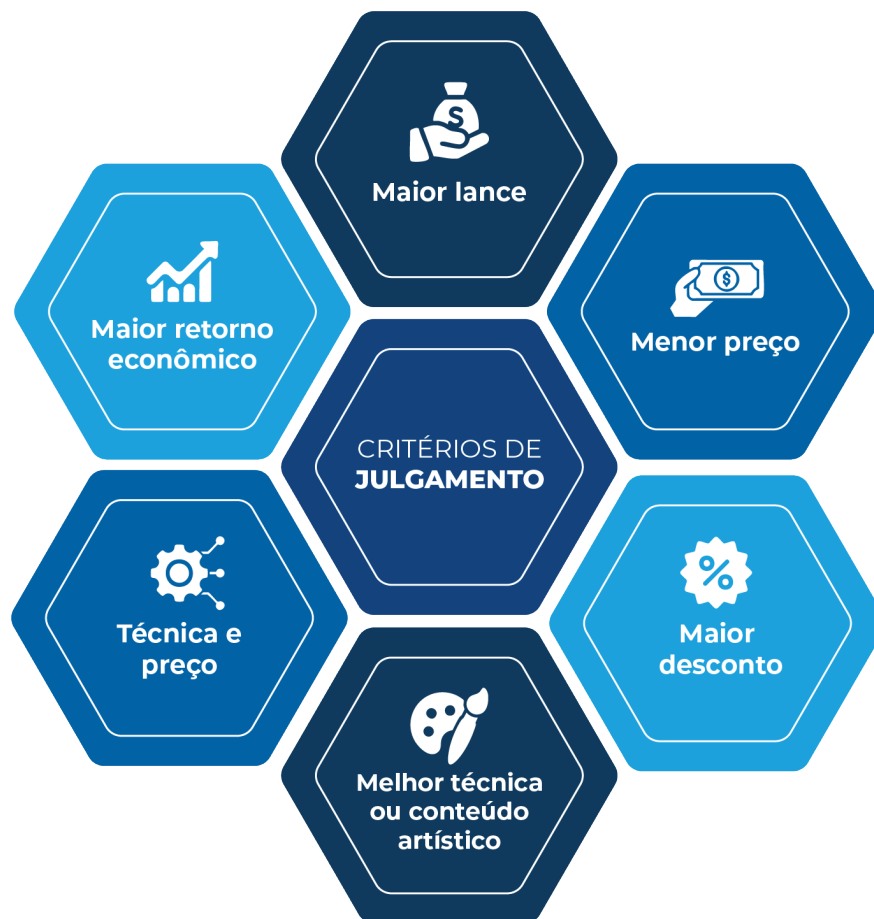 Maior lance
Maior retorno
econômico
Menor preço
CRITÉRIOS DE
JULGAMENTO
Técnica e
preço
Maior
desconto
Melhor técnica
ou conteúdo
artístico